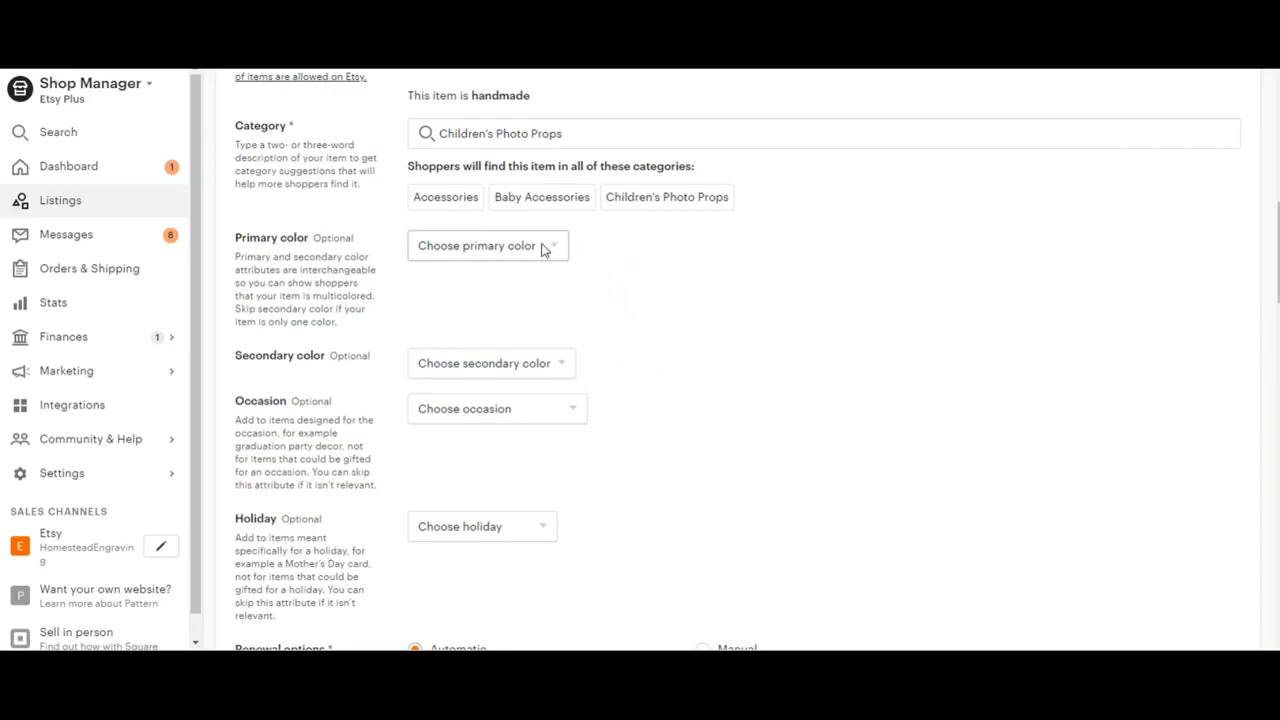 Shop Manager
Etsy Plus
Search
Dashboard 1
Listings
Messages 8
Orders & Shipping
Stats
Finances 1
Marketing
Integrations
Community & Help
Settings
SALES CHANNELS
Etsy
E
HomesteadEngravin
g
P
Want your own website?
Learn more about Pattern
Sell in person
Find out how with Square
of items are allowed on Etsy.
This item is handmade
Category *
Type a two- or three-word
description of your item to get
category suggestions that will
help more shoppers find it.
Children's Photo Props
Shoppers will find this item in all of these categories:
Accessories Baby Accessories Children's Photo Props
Primary color Optional
Primary and secondary color
attributes are interchangeable
so you can show shoppers
that your item is multicolored.
Skip secondary color if your
item is only one color.
Choose primary color
Secondary color Optional
Choose secondary color
Occasion Optional
Add to items designed for the
occasion, for example
graduation party decor, not
for items that could be gifted
for an occasion. You can skip
this attribute if it isn't relevant.
Choose occasion
Holiday Optional
Add to items meant
specifically for a holiday, for
example a Mother's Day card,
not for items that could be
gifted for a holiday. You can
skip this attribute if it isn't
relevant.
Choose holiday
Renewal options *
Automatic Manual